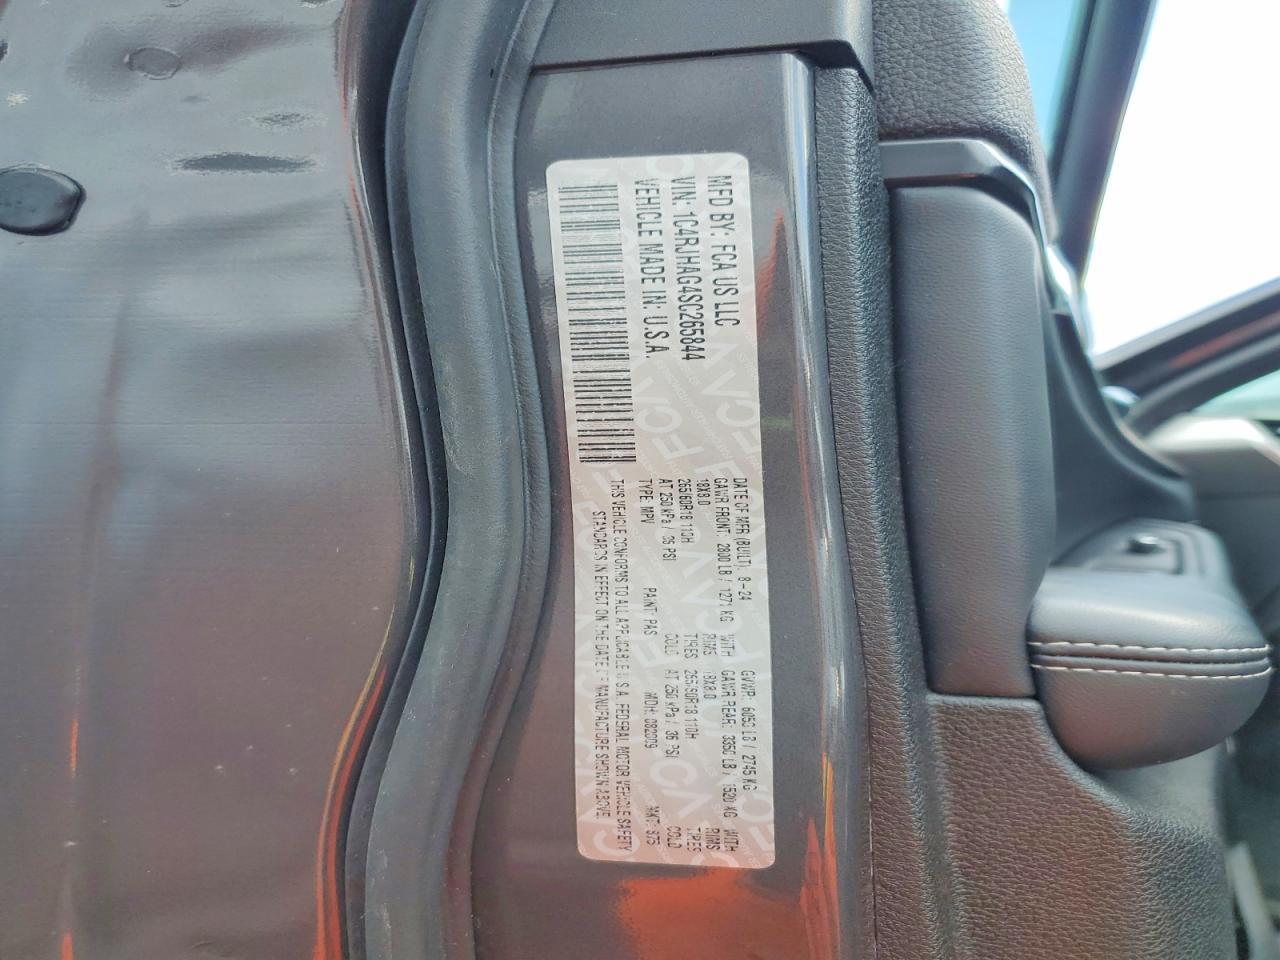 MFD BY: FCA US LLC
VIN: 1C4RJHAG4SC265844
VEHICLE MADE IN: U.S.A.
DATE OF MFR (BUILT): 8-24 GVWR: 6050 LB / 2745 KG
GAWR FRONT: 2800 LB / 1271 KG WITH GAWR REAR: 3350 LB / 1520 KG WITH
18X8.0 RIMS 18X8.0 RIMS
265/60R18 110H TIRES 265/60R18 110H TIRES
AT 250 kPa / 36 PSI COLD AT 250 kPa / 36 PSI COLD
TYPE: MPV PAINT: PAS MDH: 082009 MKT: 975
THIS VEHICLE CONFORMS TO ALL APPLICABLE U.S.A. FEDERAL MOTOR VEHICLE SAFETY
STANDARDS IN EFFECT ON THE DATE OF MANUFACTURE SHOWN ABOVE.